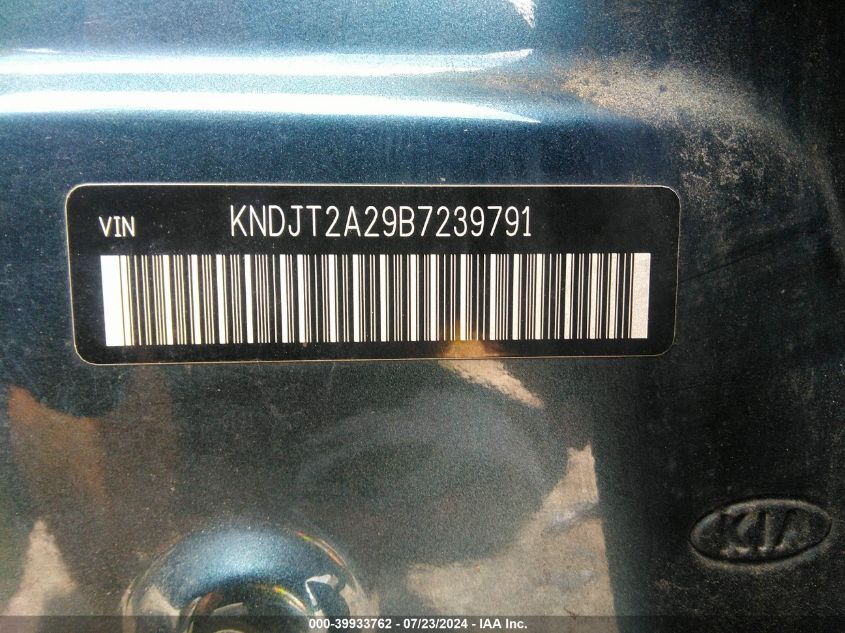 VIN KNDJT2A29B7239791
KIA
000-39933762 - 07/23/2024 - IAA Inc.